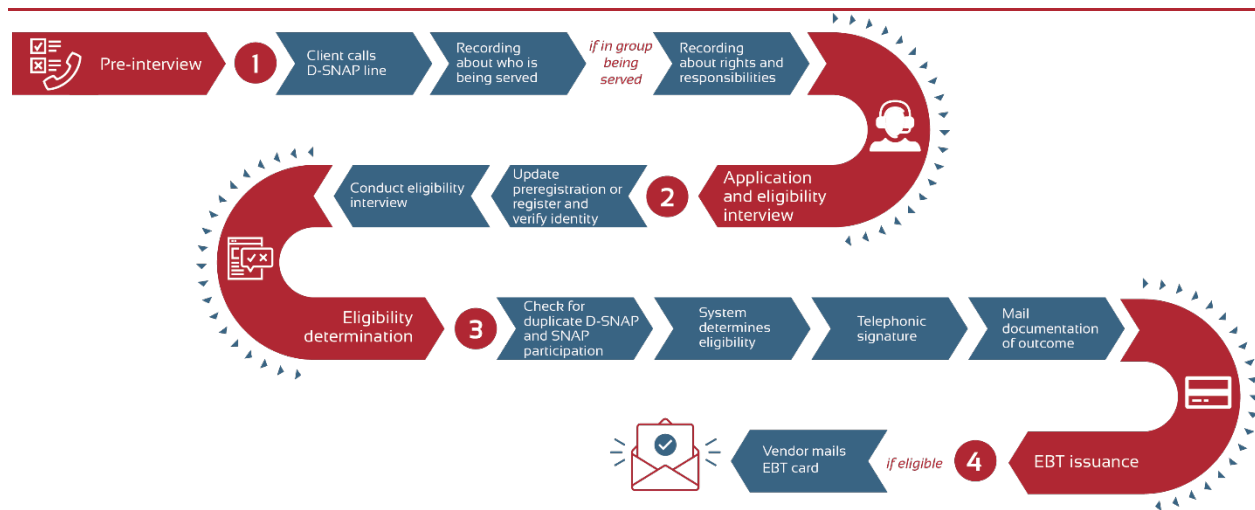 Pre-interview
1
Client calls
D-SNAP line
Recording
about who is
being served
if in group
being
served
Recording
about rights and
responsibilities
Application
and eligibility
interview
2
Update
preregistration or
register and
verify identity
Conduct eligibility
interview
Eligibility
determination
3
Check for
duplicate D-SNAP
and SNAP
participation
System
determines
eligibility
Telephonic
signature
Mail
documentation
of outcome
EBT issuance
4
if eligible
Vendor mails
EBT card